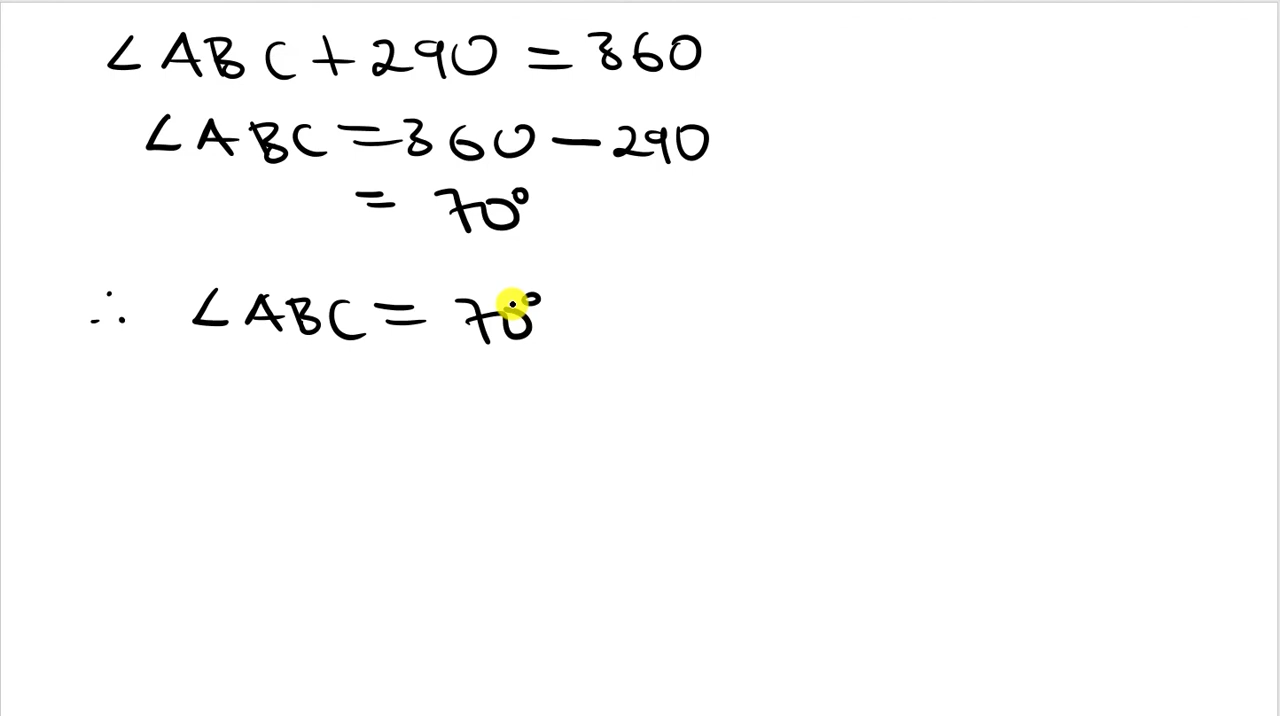 ∠ABC + 290 = 360
∠ABC = 360 - 290
= 70°
∴ ∠ABC = 70°